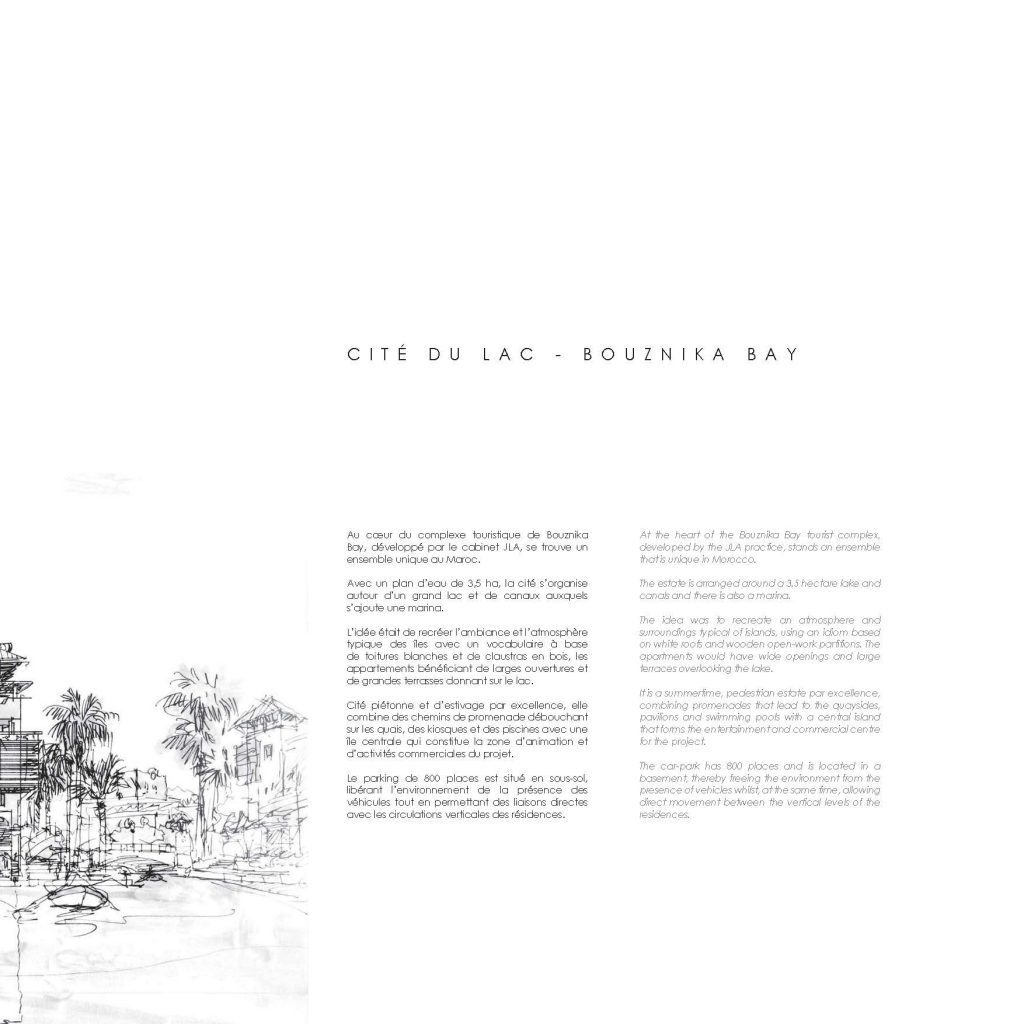 CITÉ DU LAC - BOUZNIKA BAY
Au cœur du complexe touristique de Bouznika
Bay, développé par le cabinet JLA, se trouve un
ensemble unique au Maroc.
Avec un plan d'eau de 3,5 ha, la cité s'organise
autour d'un grand lac et de canaux auxquels
s'ajoute une marina.
L'idée était de recréer l'ambiance et l'atmosphère
typique des îles avec un vocabulaire à base
de toitures blanches et de claustras en bois, les
appartements bénéficiant de larges ouvertures et
de grandes terrasses donnant sur le lac.
Cité piétonne et d'estivage par excellence, elle
combine des chemins de promenade débouchant
sur les quais, des kiosques et des piscines avec une
île centrale qui constitue la zone d'animation et
d'activités commerciales du projet.
Le parking de 800 places est situé en sous-sol,
libérant l'environnement de la présence des
véhicules tout en permettant des liaisons directes
avec les circulations verticales des résidences.
At the heart of the Bouznika Bay tourist complex,
developed by the JLA practice, stands an ensemble
that is unique in Morocco.
The estate is arranged around a 3,5 hectare lake and
canals and there is also a marina.
The idea was to recreate an atmosphere and
surroundings typical of islands, using an idiom based
on white roofs and wooden open-work partitions. The
apartments would have wide openings and large
terraces overlooking the lake.
It is a summertime, pedestrian estate par excellence,
combining promenades that lead to the quaysides,
pavilions and swimming pools with a central island
that forms the entertainment and commercial centre
for the project.
The car-park has 800 places and is located in a
basement, thereby freeing the environment from the
presence of vehicles whilst, at the same time, allowing
direct movement between the vertical levels of the
residences.